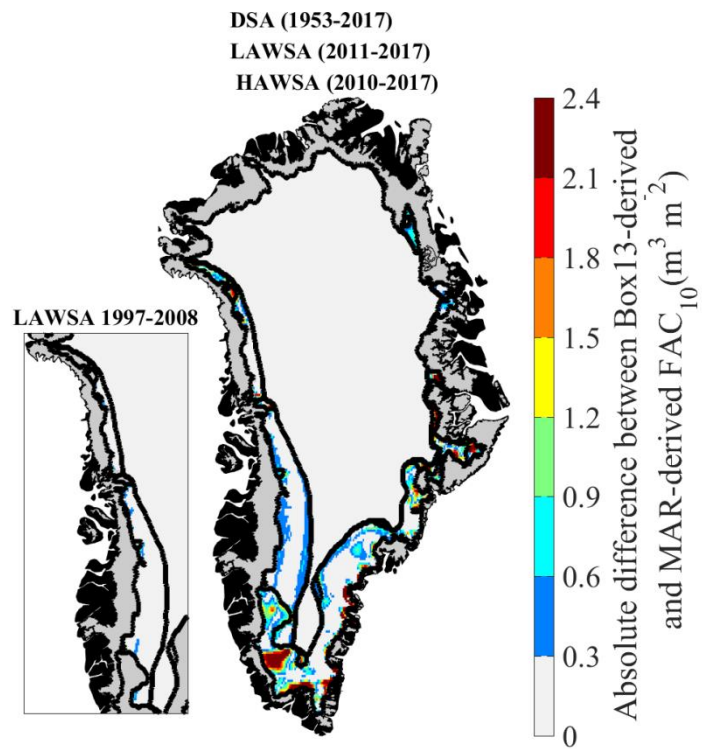 DSA (1953-2017)
LAWSA (2011-2017)
HAWSA (2010-2017)
LAWSA 1997-2008
2.4
2.1
1.8
1.5
1.2
0.9
0.6
0.3
0
Absolute difference between Box13-derived
and MAR-derived FAC10 (m3 m-2)